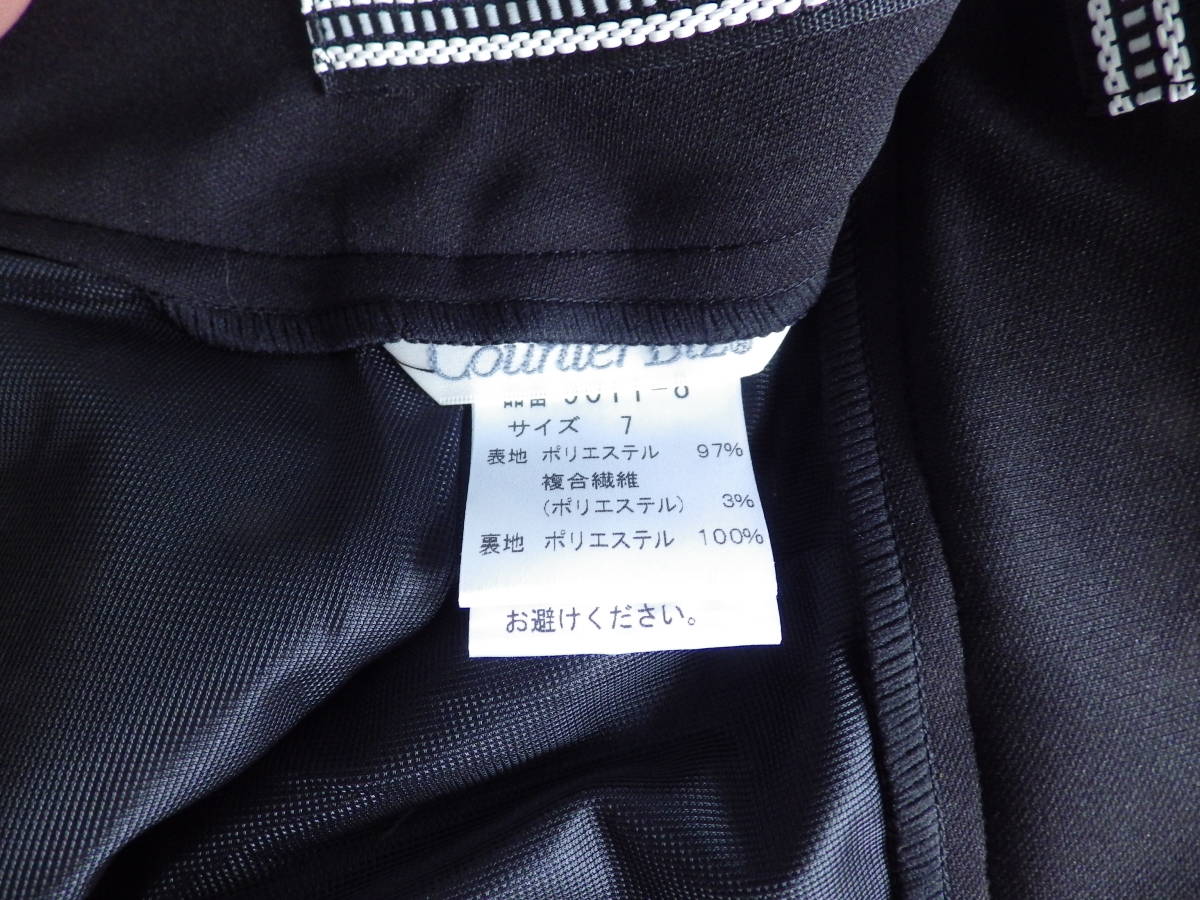 Counter Biz
サイズ 7
表地 ポリエステル 97%
複合繊維
(ポリエステル) 3%
裏地 ポリエステル 100%
お避けください。